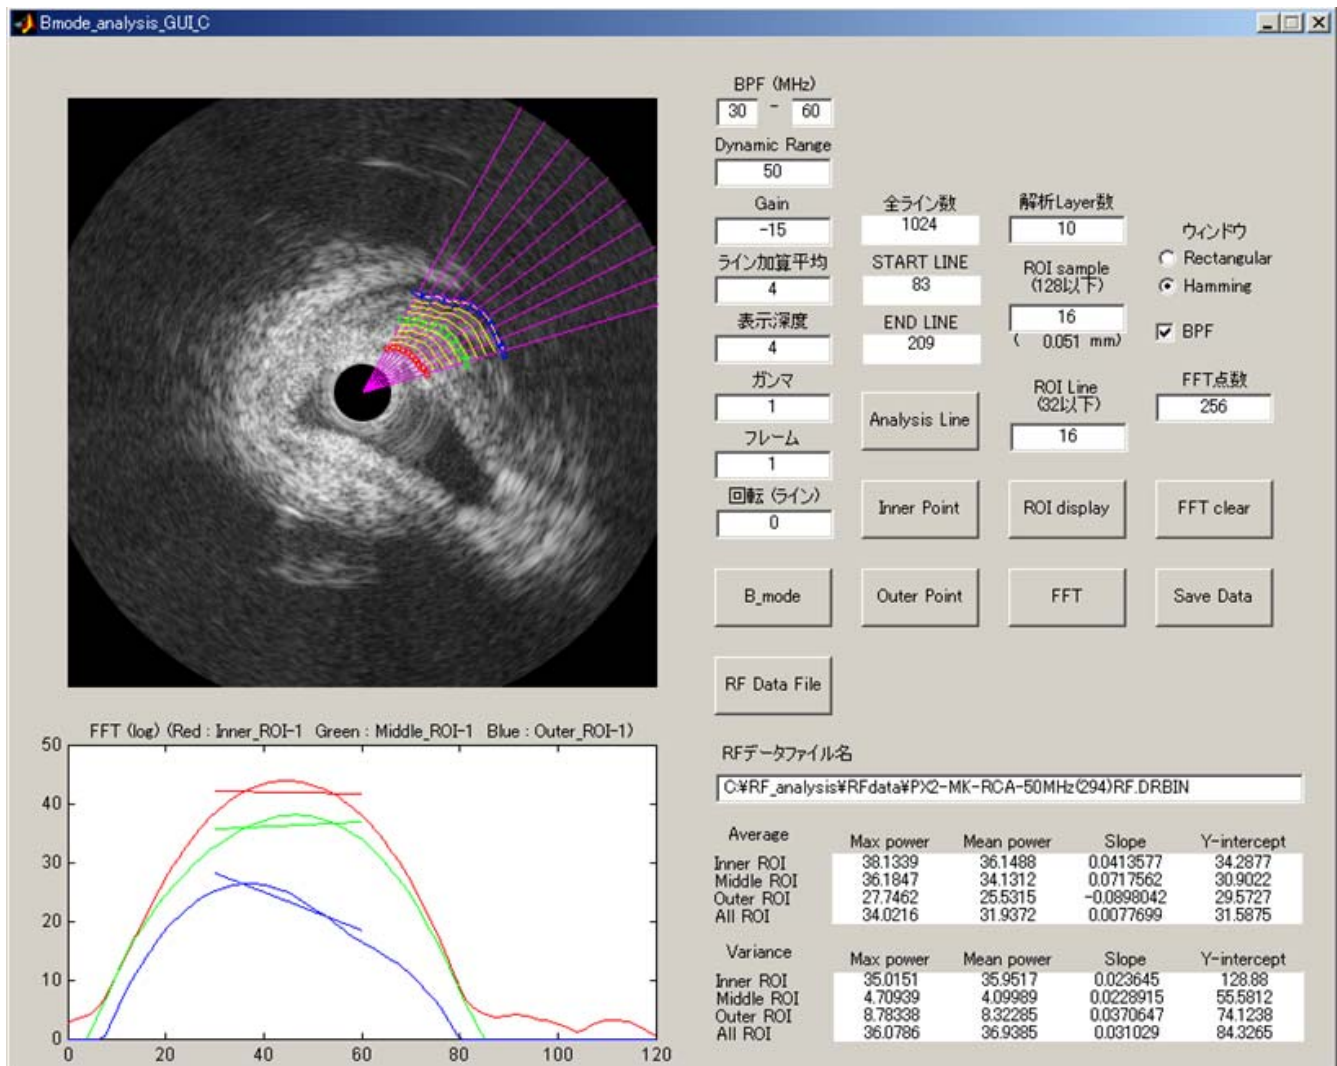 Bmode_analysis_GUI_C
BPF (MHz)
30 - 60
Dynamic Range
50
Gain
-15
ライン加算平均
4
表示深度
4
ガンマ
1
フレーム
1
回転 (ライン)
0
全ライン数
1024
START LINE
83
END LINE
209
解析Layer数
10
ROI sample
(128以下)
16
( 0.051 mm)
ROI Line
(32以下)
16
ウィンドウ
Rectangular
Hamming
BPF
FFT点数
256
Analysis Line
Inner Point
ROI display
FFT clear
B_mode
Outer Point
FFT
Save Data
RF Data File
FFT (log) (Red : Inner_ROI-1 Green : Middle_ROI-1 Blue : Outer_ROI-1)
50
40
30
20
10
0
0 20 40 60 80 100 120
RFデータファイル名
C:¥RF_analysis¥RFdata¥PX2-MK-RCA-50MHz(294)RF.DRBIN
Average Max power Mean power Slope Y-intercept
Inner ROI 38.1339 36.1488 0.0413577 34.2877
Middle ROI 36.1847 34.1312 0.0717562 30.9022
Outer ROI 27.7462 25.5315 -0.0898042 29.5727
All ROI 34.0216 31.9372 0.0077699 31.5875
Variance Max power Mean power Slope Y-intercept
Inner ROI 35.0151 35.9517 0.023645 128.88
Middle ROI 4.70939 4.09989 0.0228915 55.5812
Outer ROI 8.78338 8.32285 0.0370647 74.1238
All ROI 36.0786 36.9385 0.031029 84.3265